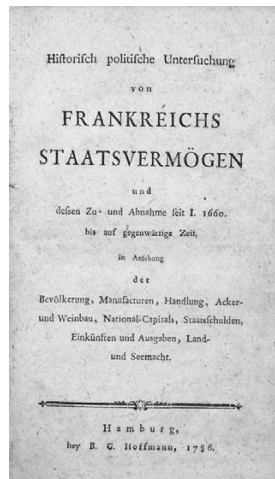 Historisch politische Untersuchung
von
FRANKREICHS
STAATSVERMÖGEN
und
deßen Zu- und Abnahme seit I. 1660.
bis auf gegenwärtige Zeit,
in Ansehung
der
Bevölkerung, Manufacturen, Handlung, Acker-
und Weinbau, National-Capitals, Staatsschulden,
Einkünften und Ausgaben, Land-
und Seemacht.
Hamburg,
bey B. G. Hoffmann, 1786.